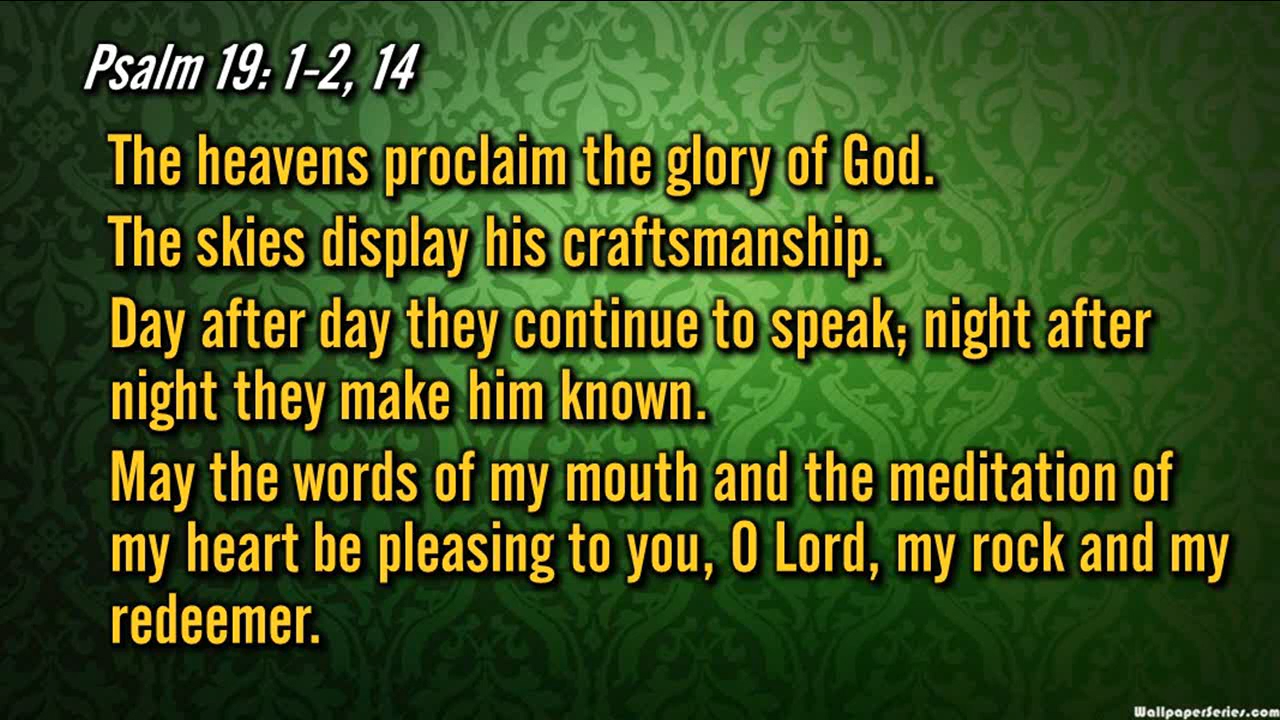 Psalm 19: 1-2, 14
The heavens proclaim the glory of God.
The skies display his craftsmanship.
Day after day they continue to speak; night after
night they make him known.
May the words of my mouth and the meditation of
my heart be pleasing to you, O Lord, my rock and my
redeemer.
WallpaperSeries.com